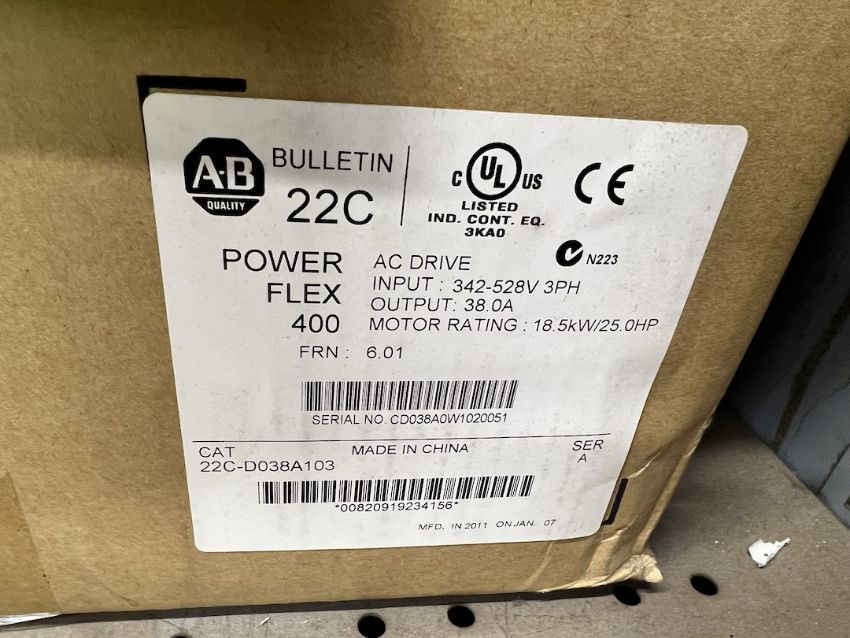 A-B
QUALITY
BULLETIN
22C
C UL US
LISTED
IND. CONT. EQ.
3KA0
CE
N223
POWER
FLEX
400
AC DRIVE
INPUT : 342-528V 3PH
OUTPUT: 38.0A
MOTOR RATING : 18.5kW/25.0HP
FRN : 6.01
SERIAL NO. CD038A0W1020051
CAT
22C-D038A103
MADE IN CHINA
SER
A
*00820919234156*
MFD. IN 2011 ON JAN. 07